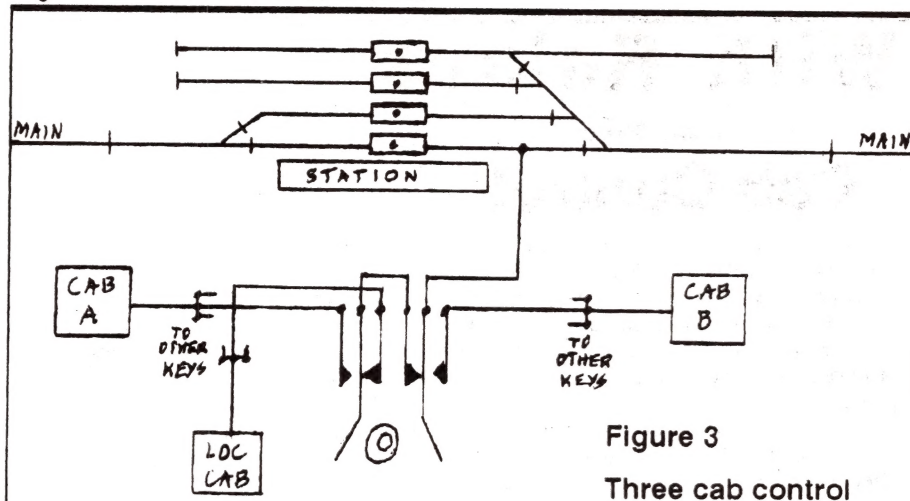 MAIN
MAIN
STATION
CAB
A
TO
OTHER
KEYS
LOC
CAB
CAB
B
TO
OTHER
KEYS
Figure 3
Three cab control